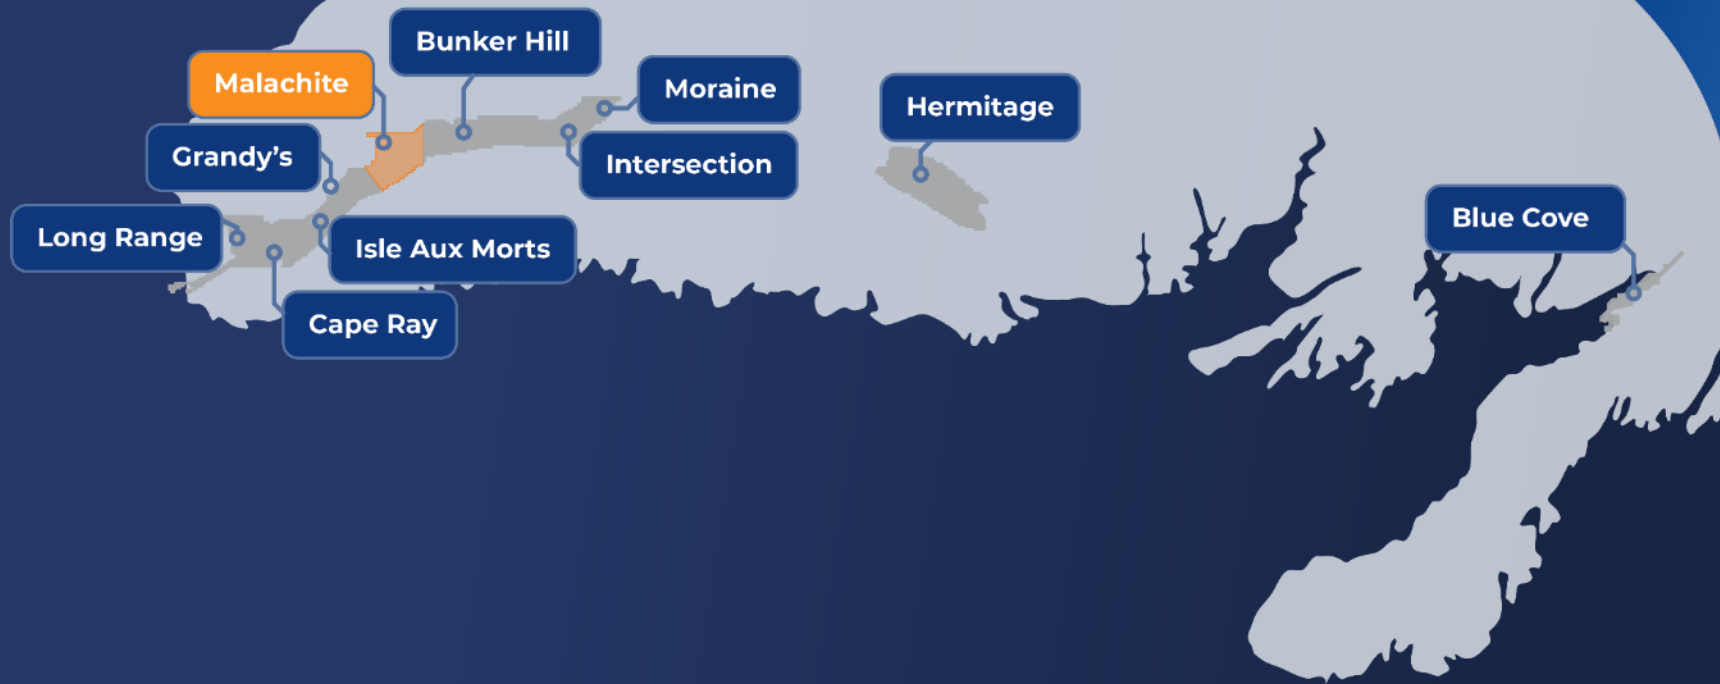 Bunker Hill
Malachite
Moraine
Hermitage
Grandy's
Intersection
Blue Cove
Long Range
Isle Aux Morts
Cape Ray